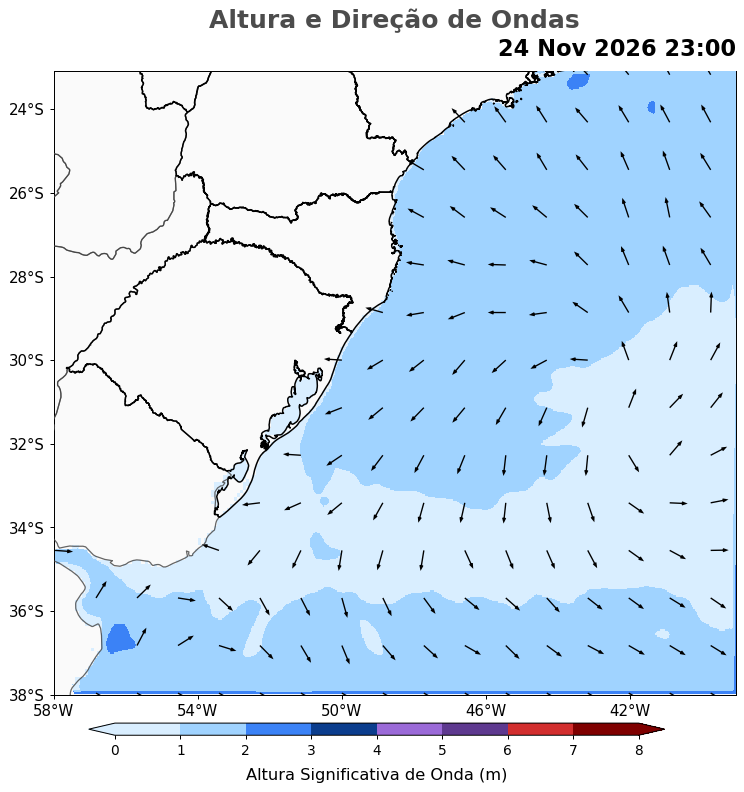 Altura e Direção de Ondas
24 Nov 2026 23:00
24°S
26°S
28°S
30°S
32°S
34°S
36°S
38°S
58°W 54°W 50°W 46°W 42°W
0 1 2 3 4 5 6 7 8
Altura Significativa de Onda (m)